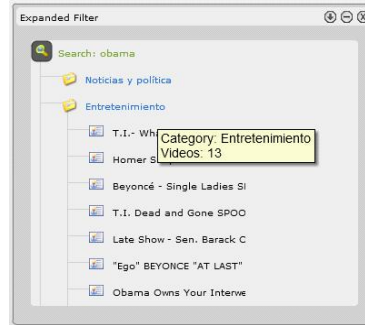 Expanded Filter
Search: obama
Noticias y política
Entretenimiento
T.I.- Wh
Category: Entretenimiento
Videos: 13
Homer S
Beyoncé - Single Ladies
T.I. Dead and Gone SPOO
Late Show - Sen. Barack C
"Ego" BEYONCE "AT LAST"
Obama Owns Your Interwe